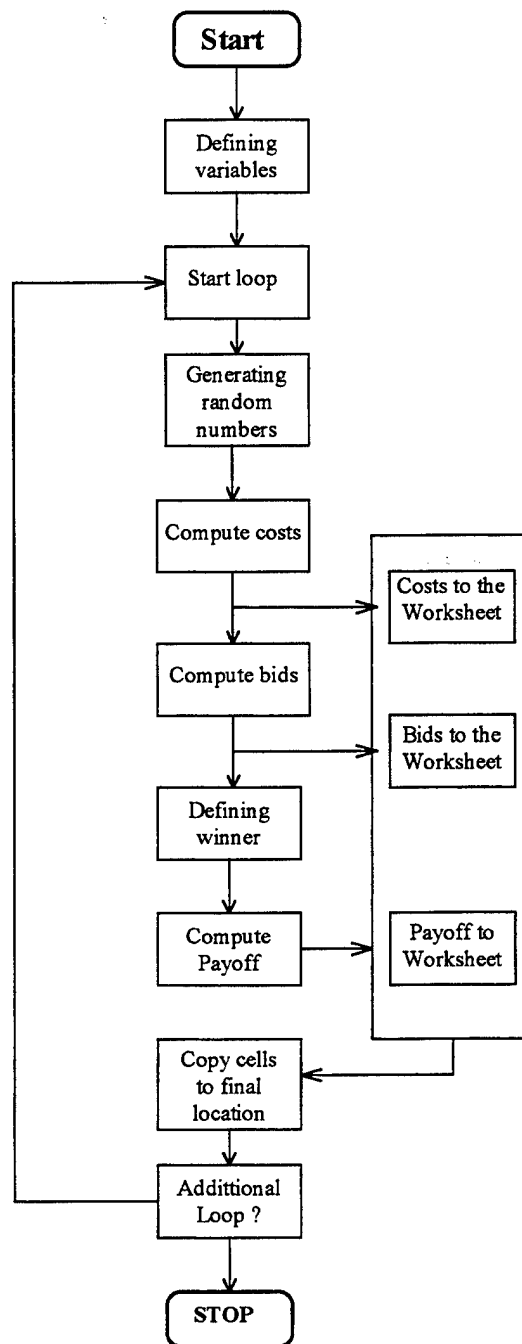 Start
Defining
variables
Start loop
Generating
random
numbers
Compute costs
Costs to the
Worksheet
Compute bids
Bids to the
Worksheet
Defining
winner
Compute
Payoff
Payoff to
Worksheet
Copy cells
to final
location
Addittional
Loop ?
STOP